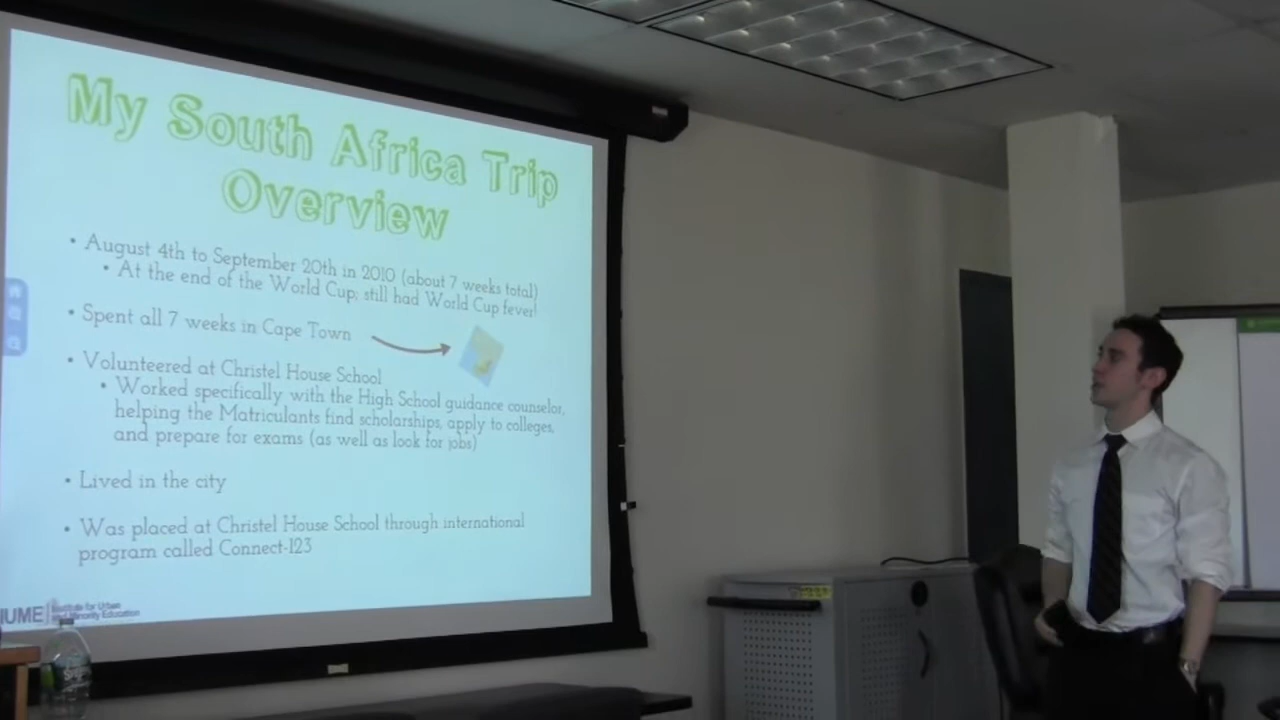 My South Africa Trip
Overview
• August 4th to September 20th in 2010 (about 7 weeks total)
• At the end of the World Cup; still had World Cup fever!
• Spent all 7 weeks in Cape Town
• Volunteered at Christel House School
• Worked specifically with the High School guidance counselor,
helping the Matriculants find scholarships, apply to colleges,
and prepare for exams (as well as look for jobs)
• Lived in the city
• Was placed at Christel House School through international
program called Connect-123
IUME Institute for Urban
and Minority Education